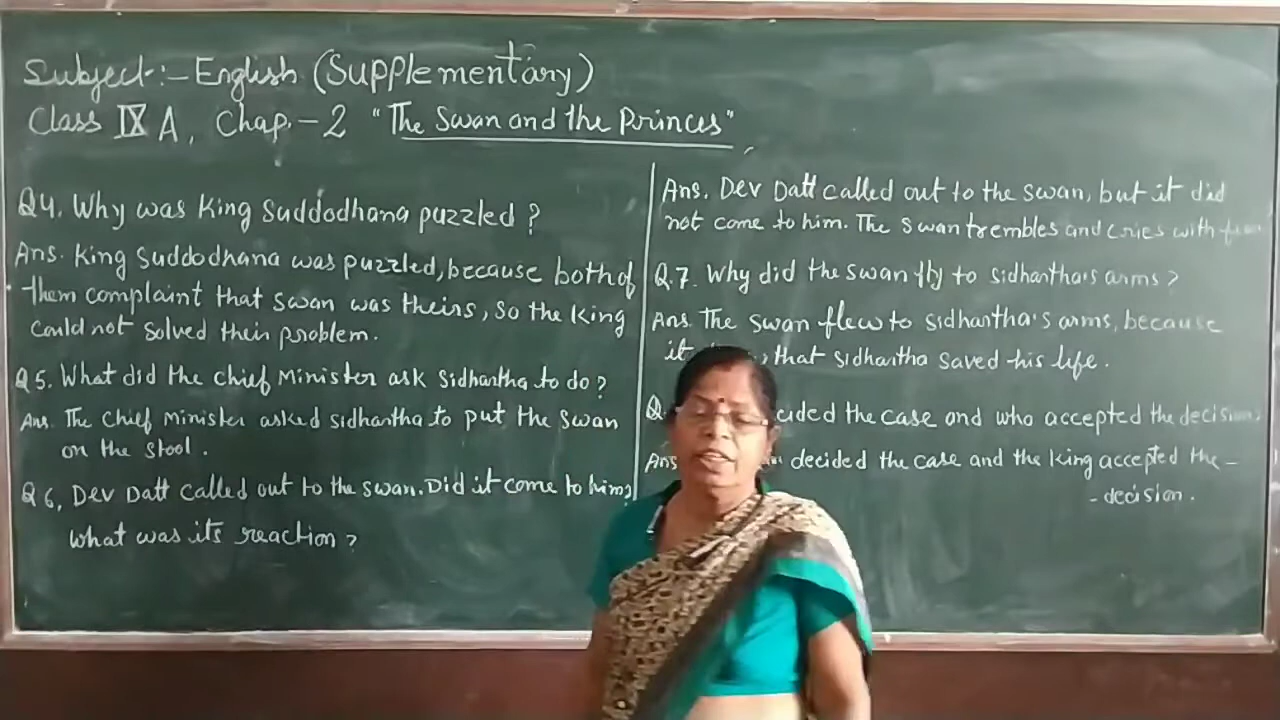 Subject:- English (Supplementary)
Class IX A, Chap.-2 "The Swan and the Princes"
Q4. Why was King Suddodhana puzzled?
Ans. King Suddodhana was puzzled, because both of
them complaint that swan was theirs, so the King
could not solved their problem.
Q5. What did the Chief Minister ask Sidhartha to do?
Ans. The Chief Minister asked Sidhartha to put the swan
on the stool.
Q6. Dev Datt called out to the swan. Did it come to him?
What was its reaction?
Ans. Dev Datt called out to the swan, but it did
not come to him. The swan trembles and cries with
Q.7. Why did the swan fly to Sidhartha's arms?
Ans. The swan flew to Sidhartha's arms, because
it that Sidhartha saved his life.
Q. the case and who accepted the decision
Ans decided the case and the King accepted the -
- decision.